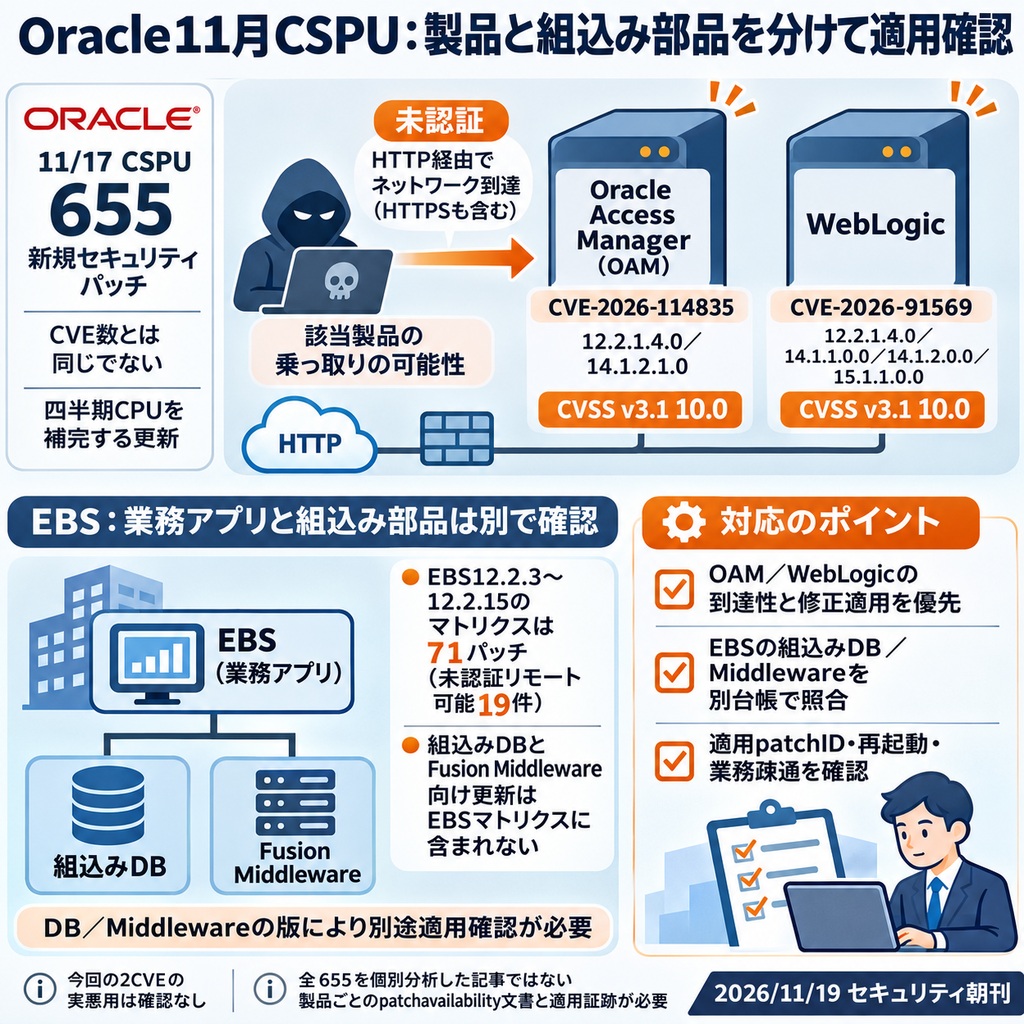 Oracle11月CSPU：製品と組込み部品を分けて適用確認
ORACLE®
11/17 CSPU
655
新規セキュリティ
パッチ
CVE数とは
同じでない
四半期CPUを
補完する更新
未認証
HTTP経由で
ネットワーク到達
（HTTPSも含む）
該当製品の
乗っ取りの可能性
HTTP
Oracle
Access
Manager
（OAM）
CVE-2026-114835
12.2.1.4.0／
14.1.2.1.0
CVSS v3.1 10.0
WebLogic
CVE-2026-91569
12.2.1.4.0／
14.1.1.0.0／14.1.2.0.0／
15.1.1.0.0
CVSS v3.1 10.0
EBS：業務アプリと組込み部品は別で確認
EBS
（業務アプリ）
組込みDB
Fusion
Middleware
EBS12.2.3～
12.2.15の
マトリクスは
71パッチ
（未認証リモート
可能19件）
組込みDBと
Fusion Middleware
向け更新は
EBSマトリクスに
含まれない
DB／Middlewareの版により別途適用確認が必要
対応のポイント
OAM／WebLogicの
到達性と修正適用を優先
EBSの組込みDB／
Middlewareを
別台帳で照合
適用patchID・再起動・
業務疎通を確認
今回の2CVEの
実悪用は確認なし
全655を個別分析した記事ではない
製品ごとのpatchavailability文書と適用証跡が必要
2026/11/19 セキュリティ朝刊